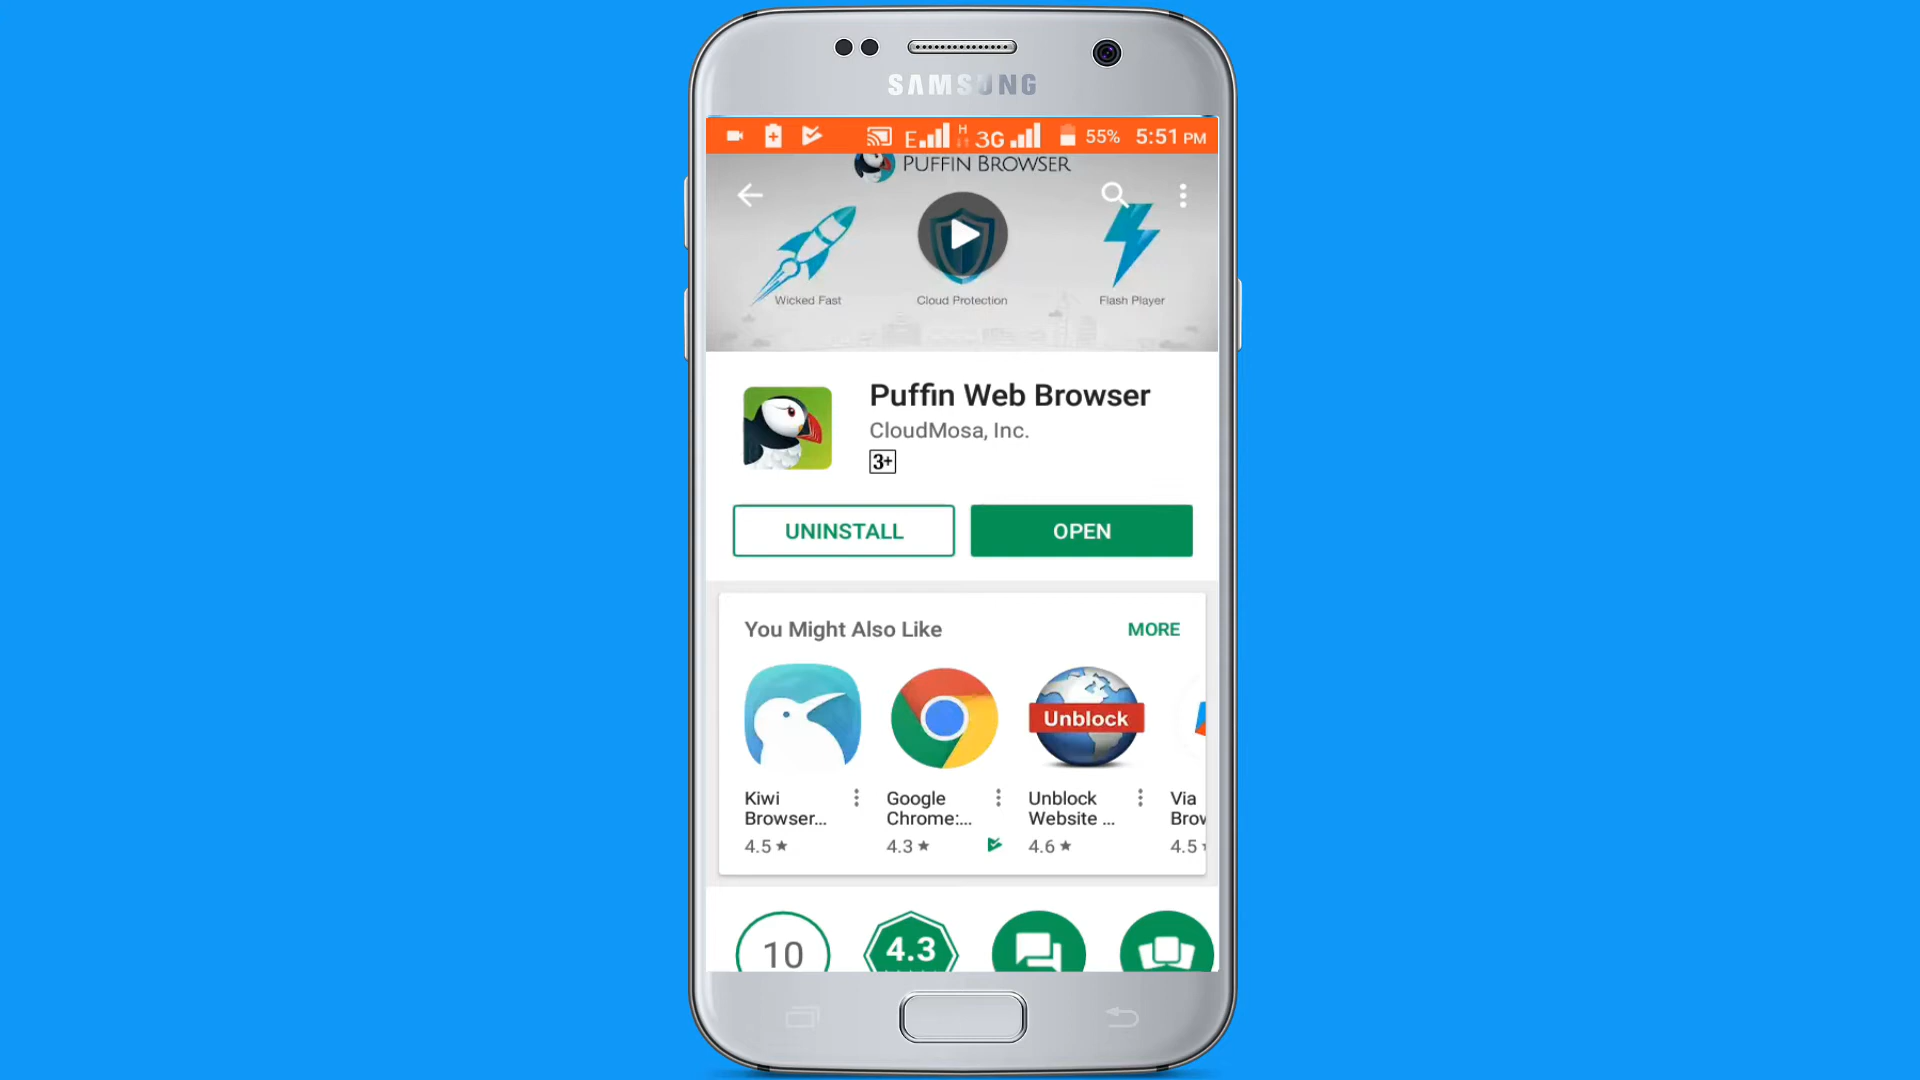 SAMSUNG
E H 3G 55% 5:51 PM
PUFFIN BROWSER
Wicked Fast Cloud Protection Flash Player
Puffin Web Browser
CloudMosa, Inc.
3+
UNINSTALL OPEN
You Might Also Like MORE
Unblock
Kiwi Google Unblock Via
Browser... Chrome:... Website ... Brow
4.5★ 4.3★ 4.6★ 4.5
10 4.3